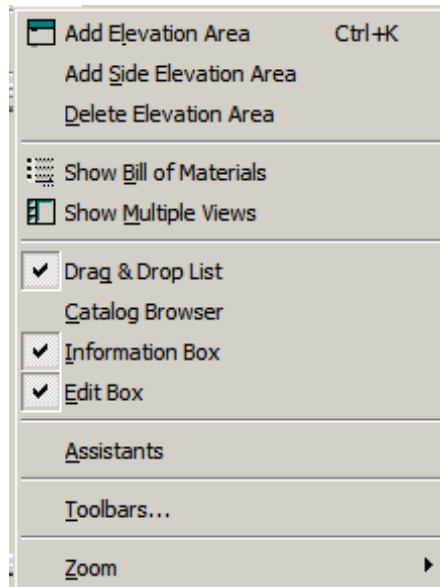 Add Elevation Area Ctrl+K
Add Side Elevation Area
Delete Elevation Area
Show Bill of Materials
Show Multiple Views
Drag & Drop List
Catalog Browser
Information Box
Edit Box
Assistants
Toolbars...
Zoom